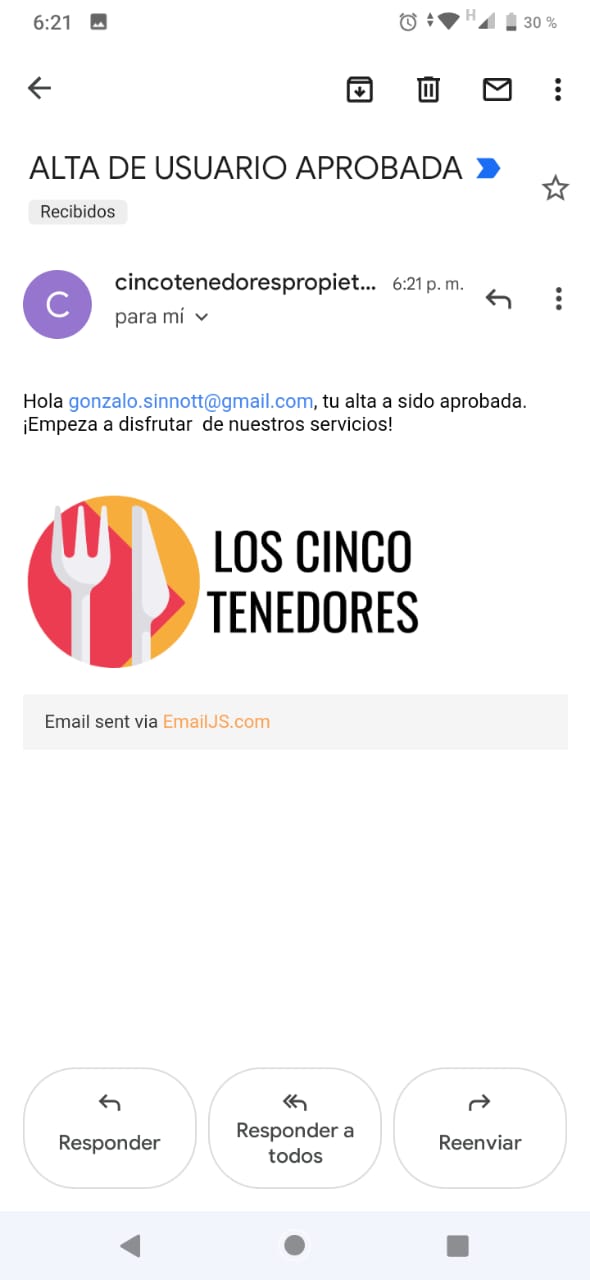 6:21 H 30 %
ALTA DE USUARIO APROBADA
Recibidos
C
cincotenedorespropiet... 6:21 p. m.
para mí
Hola gonzalo.sinnott@gmail.com, tu alta a sido aprobada.
¡Empeza a disfrutar  de nuestros servicios!
LOS CINCO
TENEDORES
Email sent via EmailJS.com
Responder
Responder a
todos
Reenviar